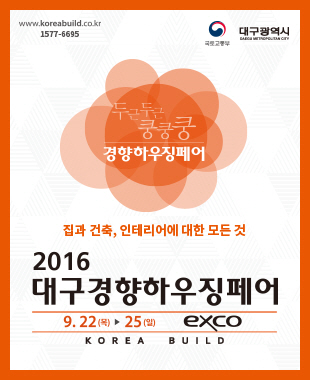 www.koreabuild.co.kr
1577-6695
국토교통부
대구광역시
DAEGU METROPOLITAN CITY
두근두근
쿵쿵쿵
경향하우징페어
집과 건축, 인테리어에 대한 모든 것
2016
대구경향하우징페어
9. 22(목) ▶ 25(일) exco
KOREA BUILD